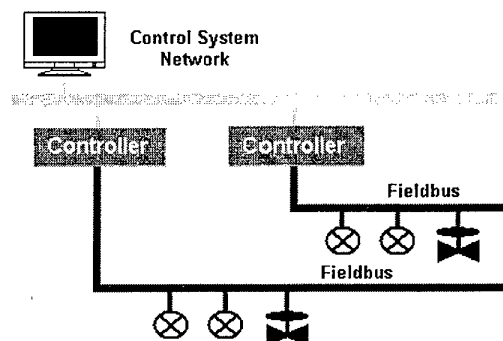 Control System
Network
Controller
Controller
Fieldbus
Fieldbus